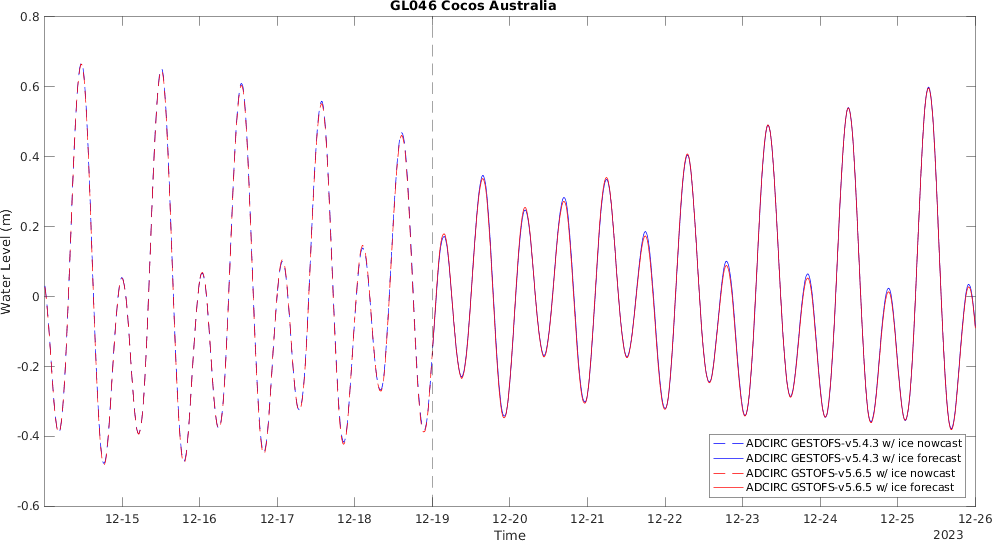 GL046 Cocos Australia
0.8
0.6
0.4
0.2
0
-0.2
-0.4
-0.6
Water Level (m)
12-15 12-16 12-17 12-18 12-19 12-20 12-21 12-22 12-23 12-24 12-25 12-26
Time
2023
ADCIRC GESTOFS-v5.4.3 w/ ice nowcast
ADCIRC GESTOFS-v5.4.3 w/ ice forecast
ADCIRC GSTOFS-v5.6.5 w/ ice nowcast
ADCIRC GSTOFS-v5.6.5 w/ ice forecast